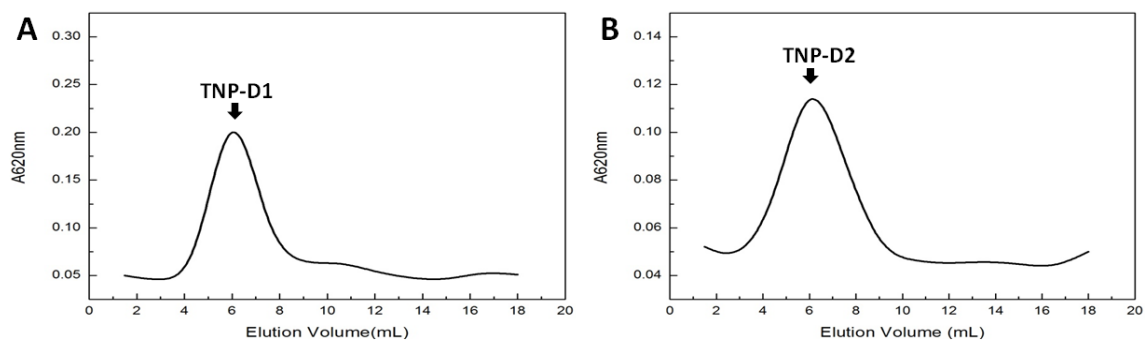 A
TNP-D1
A620nm
0.30
0.25
0.20
0.15
0.10
0.05
0 2 4 6 8 10 12 14 16 18 20
Elution Volume(mL)
B
TNP-D2
A620nm
0.14
0.12
0.10
0.08
0.06
0.04
0 2 4 6 8 10 12 14 16 18 20
Elution Volume (mL)